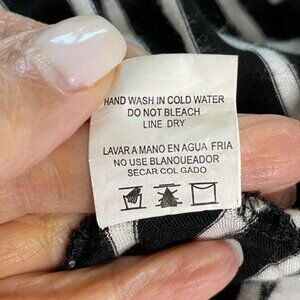 HAND WASH IN COLD WATER
DO NOT BLEACH
LINE DRY
LAVAR A MANO EN AGUA FRIA
NO USE BLANQUEADOR
SECAR COLGADO